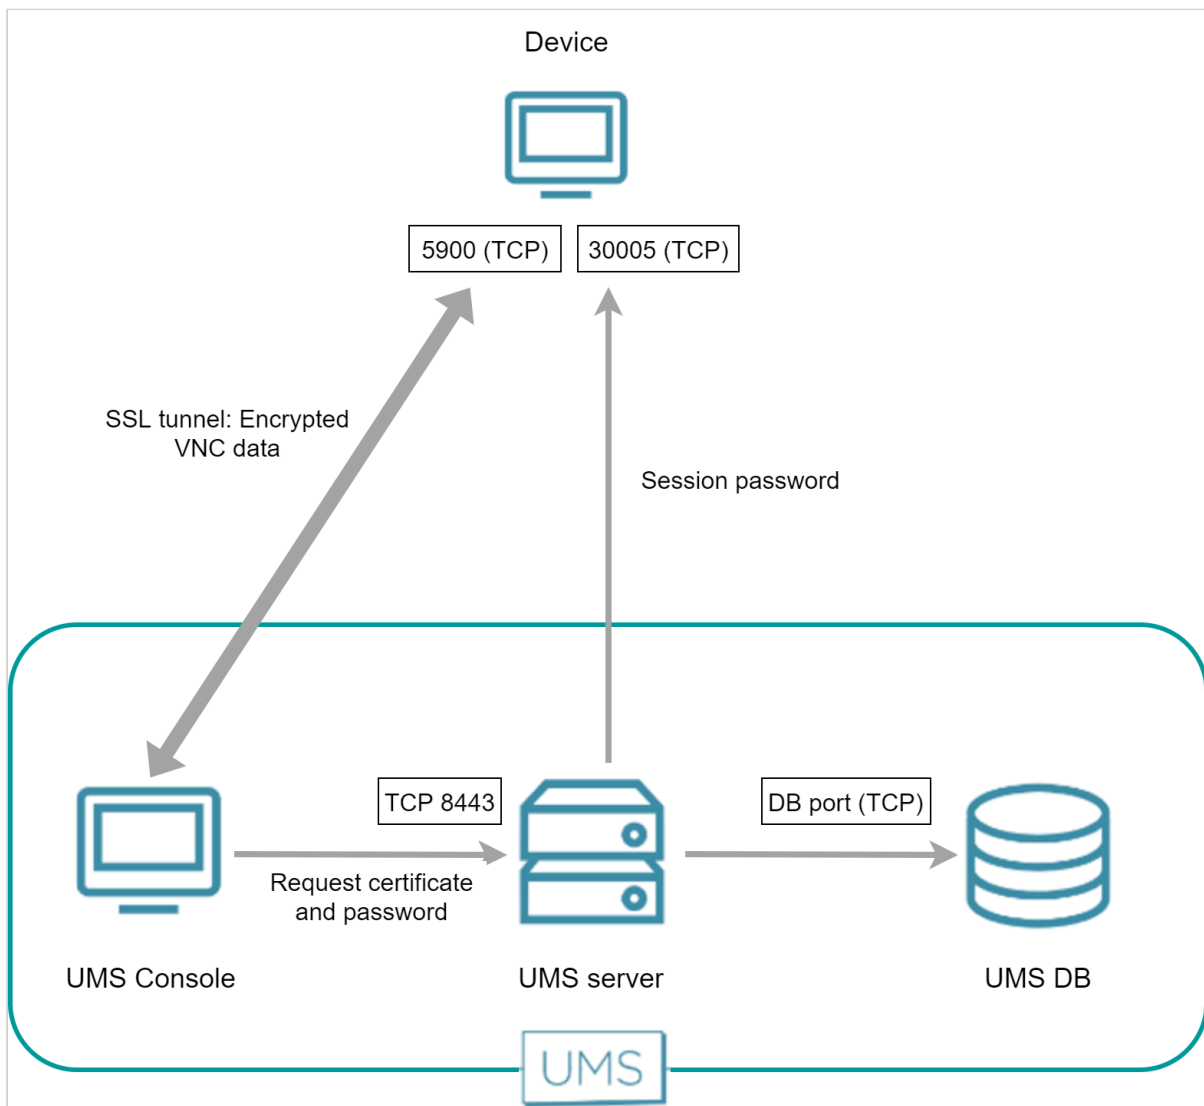 Device
5900 (TCP)
30005 (TCP)
SSL tunnel: Encrypted
VNC data
Session password
TCP 8443
DB port (TCP)
Request certificate
and password
UMS Console
UMS server
UMS DB
UMS